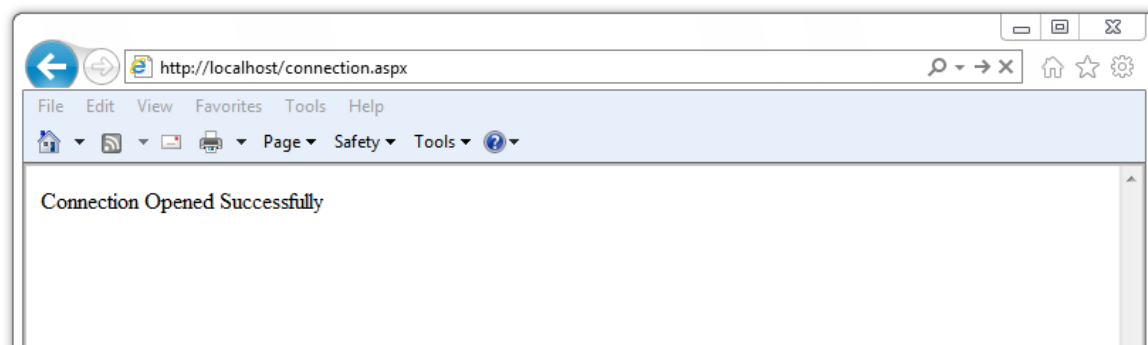 http://localhost/connection.aspx
File Edit View Favorites Tools Help
Page Safety Tools
Connection Opened Successfully